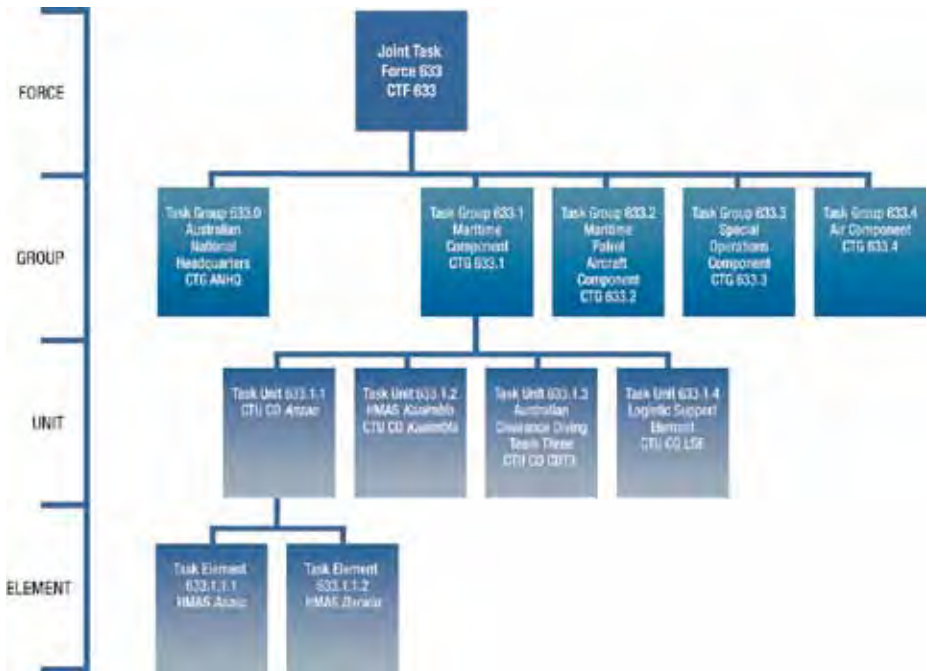 FORCE
Joint Task
Force 633
CTF 633
GROUP
Task Group 633.0
Australian
National
Headquarters
CTG ANHQ
Task Group 633.1
Maritime
Component
CTG 633.1
Task Group 633.2
Maritime
Patrol
Aircraft
Component
CTG 633.2
Task Group 633.3
Special
Operations
Component
CTG 633.3
Task Group 633.4
Air Component
CTG 633.4
UNIT
Task Unit 633.1.1
CTU CO Anzac
Task Unit 633.1.2
HMAS Kanimbla
CTU CO Kanimbla
Task Unit 633.1.3
Australian
Clearance Diving
Team Three
CTU CO CDT3
Task Unit 633.1.4
Logistic Support
Element
CTU CO LSE
ELEMENT
Task Element
633.1.1.1
HMAS Anzac
Task Element
633.1.1.2
HMAS Darwin